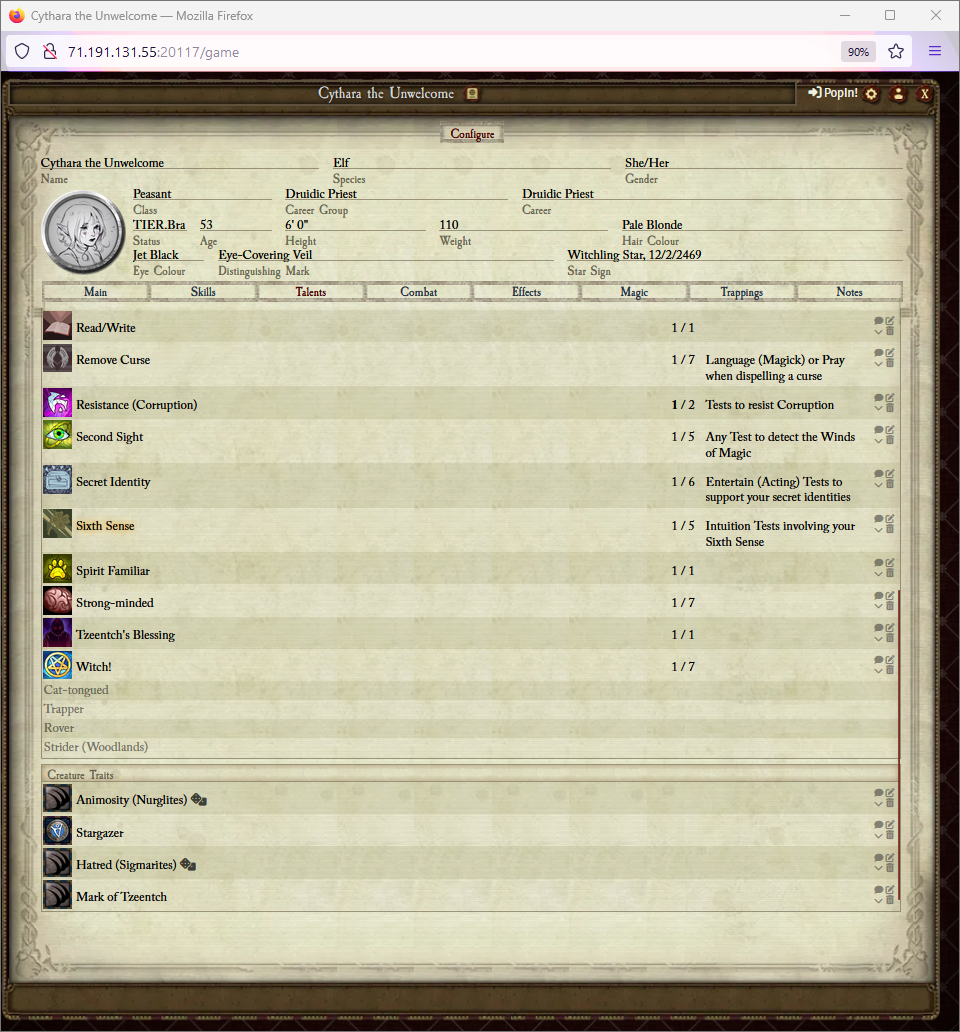 Cythara the Unwelcome — Mozilla Firefox
71.191.131.55:20117/game
90%
Cythara the Unwelcome
PopIn!
X
Configure
Cythara the Unwelcome Elf She/Her
Name Species Gender
Peasant Druidic Priest Druidic Priest
Class Career Group Career
TIER.Bra 53 6' 0" 110 Pale Blonde
Status Age Height Weight Hair Colour
Jet Black Eye-Covering Veil Witchling Star, 12/2/2469
Eye Colour Distinguishing Mark Star Sign
Main Skills Talents Combat Effects Magic Trappings Notes
Read/Write 1 / 1
Remove Curse 1 / 7 Language (Magick) or Pray
when dispelling a curse
Resistance (Corruption) 1 / 2 Tests to resist Corruption
Second Sight 1 / 5 Any Test to detect the Winds
of Magic
Secret Identity 1 / 6 Entertain (Acting) Tests to
support your secret identities
Sixth Sense 1 / 5 Intuition Tests involving your
Sixth Sense
Spirit Familiar 1 / 1
Strong-minded 1 / 7
Tzeentch's Blessing 1 / 1
Witch! 1 / 7
Cat-tongued
Trapper
Rover
Strider (Woodlands)
Creature Traits
Animosity (Nurglites)
Stargazer
Hatred (Sigmarites)
Mark of Tzeentch